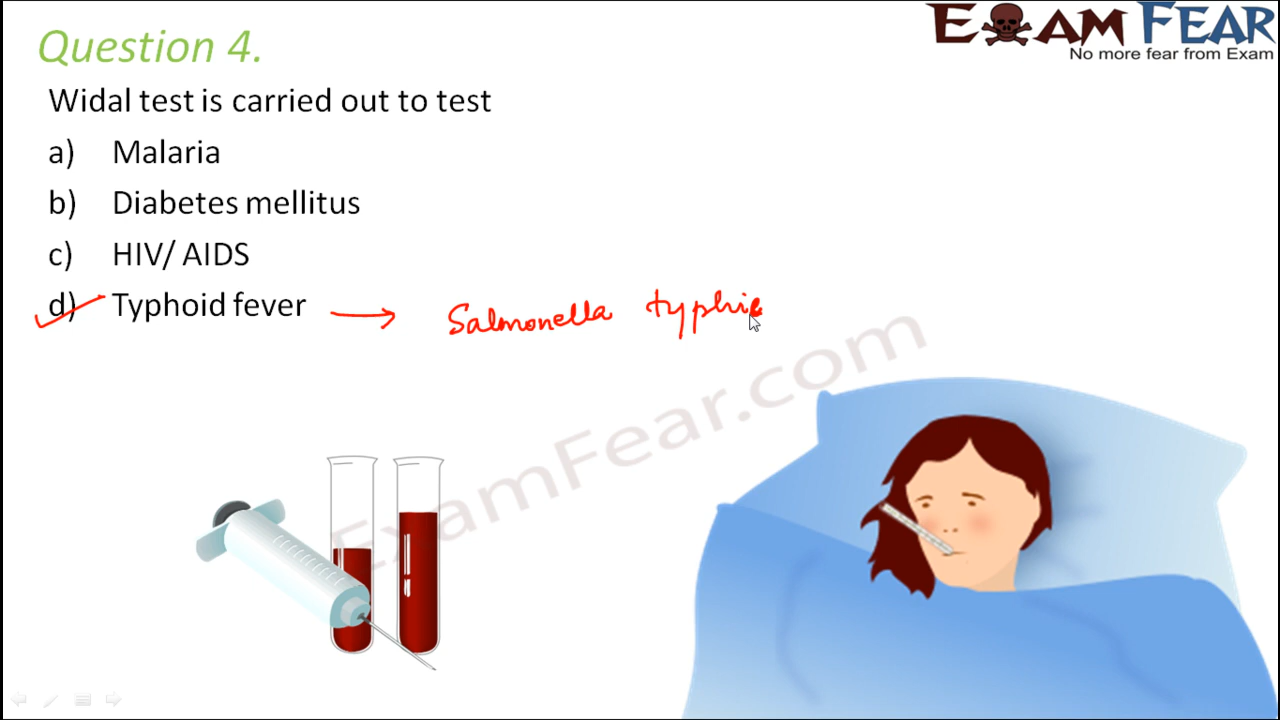 Question 4.
EXAM FEAR
No more fear from Exam
Widal test is carried out to test
a) Malaria
b) Diabetes mellitus
c) HIV/ AIDS
d) Typhoid fever → Salmonella typhie
ExamFear.com